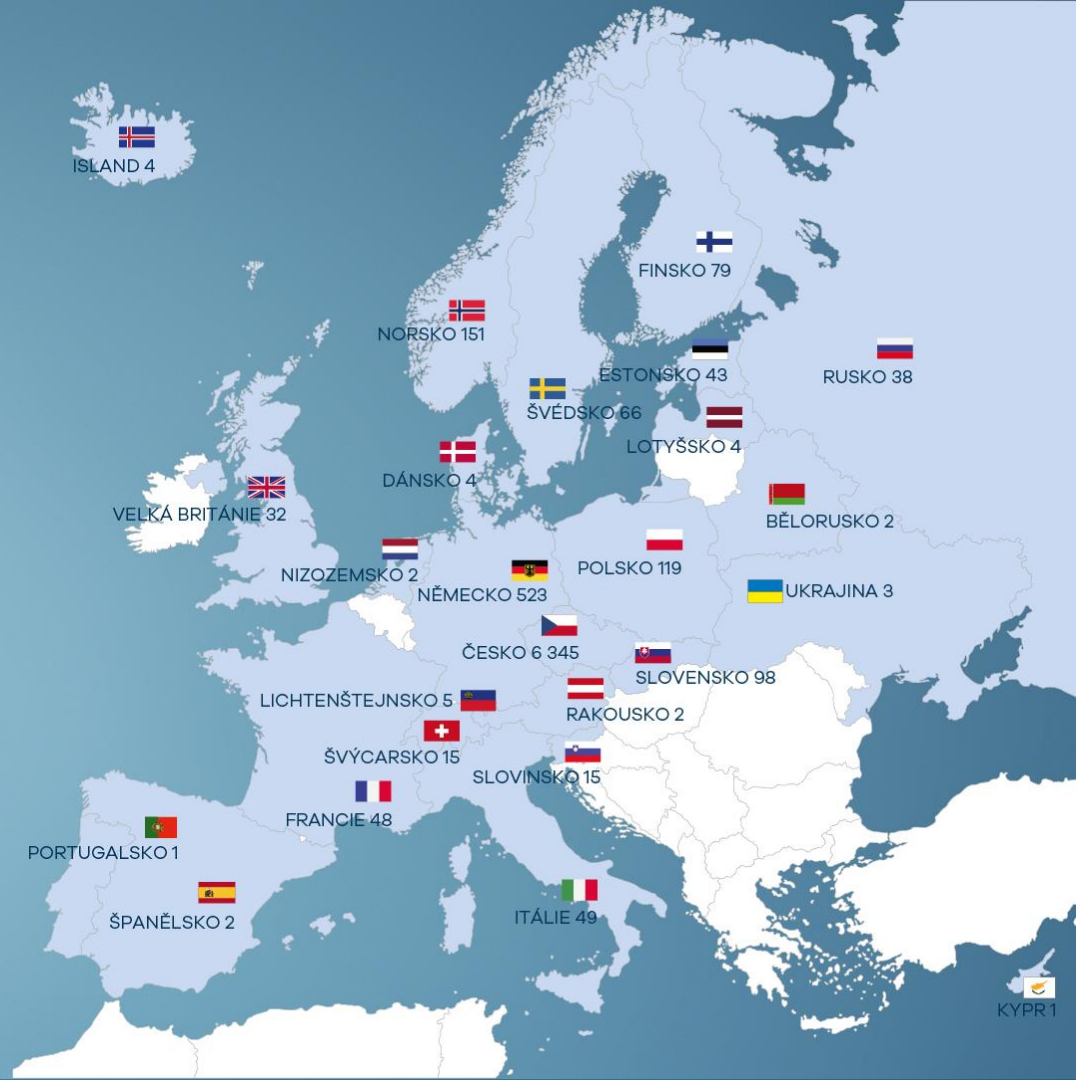 ISLAND 4
FINSKO 79
NORSKO 151
ESTONSKO 43
RUSKO 38
ŠVÉDSKO 66
LOTYŠSKO 4
DÁNSKO 4
VELKÁ BRITÁNIE 32
BĚLORUSKO 2
NIZOZEMSKO 2
POLSKO 119
NĚMECKO 523
UKRAJINA 3
ČESKO 6 345
SLOVENSKO 98
LICHTENŠTEJNSKO 5
RAKOUSKO 2
ŠVÝCARSKO 15
SLOVINSKO 15
FRANCIE 48
PORTUGALSKO 1
ŠPANĚLSKO 2
ITÁLIE 49
KYPR 1